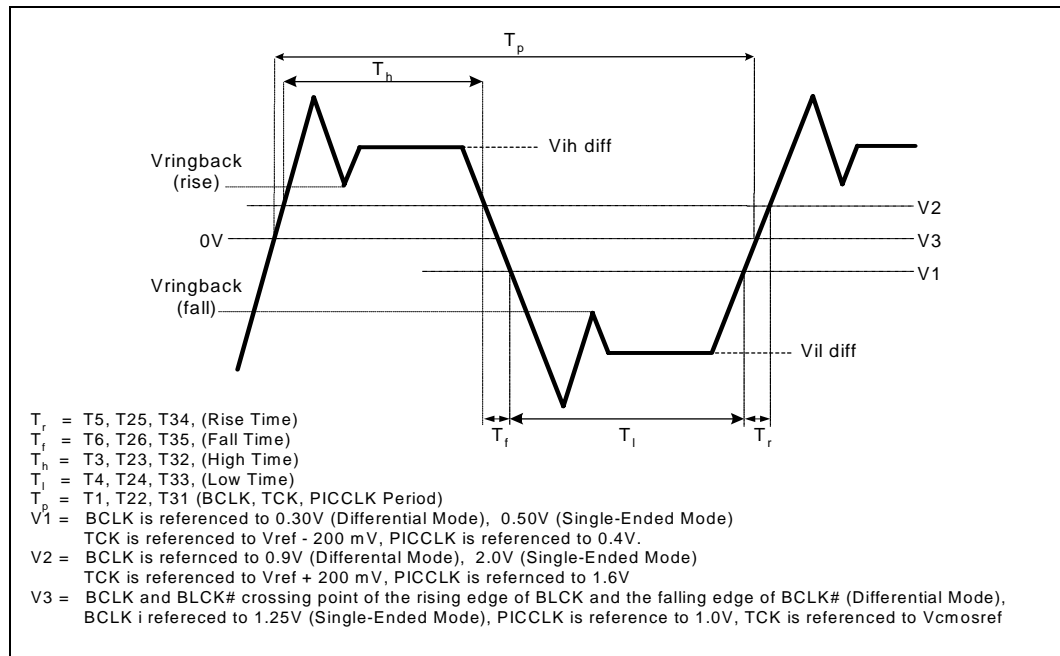 T_p
T_h
Vih diff
Vringback
(rise)
V2
0V
V3
V1
Vringback
(fall)
Vil diff
T_f
T_l
T_r
T_r = T5, T25, T34, (Rise Time)
T_f = T6, T26, T35, (Fall Time)
T_h = T3, T23, T32, (High Time)
T_l = T4, T24, T33, (Low Time)
T_p = T1, T22, T31 (BCLK, TCK, PICCLK Period)
V1 = BCLK is referenced to 0.30V (Differential Mode), 0.50V (Single-Ended Mode)
TCK is referenced to Vref - 200 mV, PICCLK is referenced to 0.4V.
V2 = BCLK is refernced to 0.9V (Differental Mode), 2.0V (Single-Ended Mode)
TCK is referenced to Vref + 200 mV, PICCLK is refernced to 1.6V
V3 = BCLK and BLCK# crossing point of the rising edge of BLCK and the falling edge of BCLK# (Differential Mode),
BCLK i refereced to 1.25V (Single-Ended Mode), PICCLK is reference to 1.0V, TCK is referenced to Vcmosref